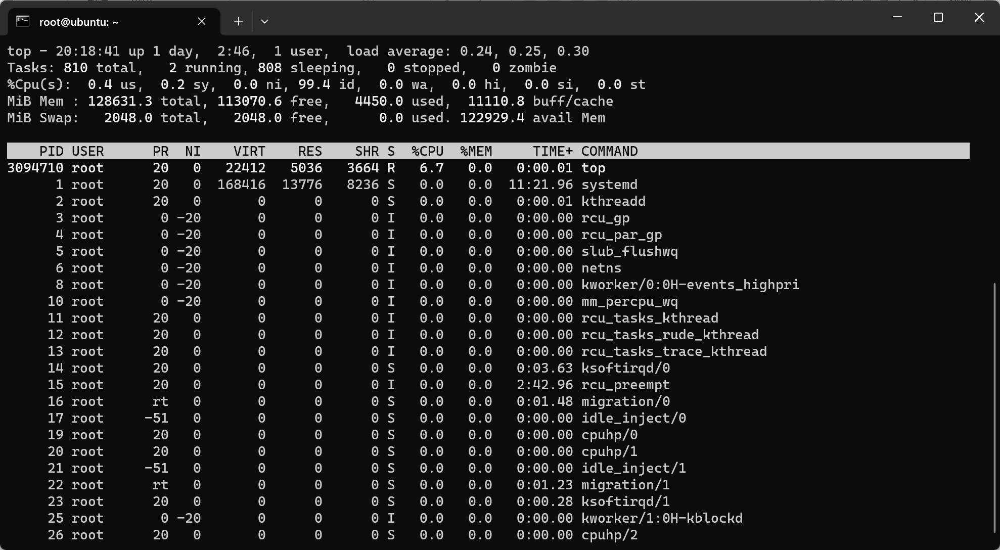 root@ubuntu: ~
top - 20:18:41 up 1 day,  2:46,  1 user,  load average: 0.24, 0.25, 0.30
Tasks: 810 total,   2 running, 808 sleeping,   0 stopped,   0 zombie
%Cpu(s):  0.4 us,  0.2 sy,  0.0 ni, 99.4 id,  0.0 wa,  0.0 hi,  0.0 si,  0.0 st
MiB Mem : 128631.3 total, 113070.6 free,   4450.0 used,  11110.8 buff/cache
MiB Swap:   2048.0 total,   2048.0 free,      0.0 used. 122929.4 avail Mem
    PID USER      PR  NI    VIRT    RES    SHR S  %CPU  %MEM     TIME+ COMMAND
3094710 root      20   0   22412   5036   3664 R   6.7   0.0   0:00.01 top
      1 root      20   0  168416  13776   8236 S   0.0   0.0  11:21.96 systemd
      2 root      20   0       0      0      0 S   0.0   0.0   0:00.01 kthreadd
      3 root       0 -20       0      0      0 I   0.0   0.0   0:00.00 rcu_gp
      4 root       0 -20       0      0      0 I   0.0   0.0   0:00.00 rcu_par_gp
      5 root       0 -20       0      0      0 I   0.0   0.0   0:00.00 slub_flushwq
      6 root       0 -20       0      0      0 I   0.0   0.0   0:00.00 netns
      8 root       0 -20       0      0      0 I   0.0   0.0   0:00.00 kworker/0:0H-events_highpri
     10 root       0 -20       0      0      0 I   0.0   0.0   0:00.00 mm_percpu_wq
     11 root      20   0       0      0      0 I   0.0   0.0   0:00.00 rcu_tasks_kthread
     12 root      20   0       0      0      0 I   0.0   0.0   0:00.00 rcu_tasks_rude_kthread
     13 root      20   0       0      0      0 I   0.0   0.0   0:00.00 rcu_tasks_trace_kthread
     14 root      20   0       0      0      0 S   0.0   0.0   0:03.63 ksoftirqd/0
     15 root      20   0       0      0      0 I   0.0   0.0   2:42.96 rcu_preempt
     16 root      rt   0       0      0      0 S   0.0   0.0   0:01.48 migration/0
     17 root     -51   0       0      0      0 S   0.0   0.0   0:00.00 idle_inject/0
     19 root      20   0       0      0      0 S   0.0   0.0   0:00.00 cpuhp/0
     20 root      20   0       0      0      0 S   0.0   0.0   0:00.00 cpuhp/1
     21 root     -51   0       0      0      0 S   0.0   0.0   0:00.00 idle_inject/1
     22 root      rt   0       0      0      0 S   0.0   0.0   0:01.23 migration/1
     23 root      20   0       0      0      0 S   0.0   0.0   0:00.28 ksoftirqd/1
     25 root       0 -20       0      0      0 I   0.0   0.0   0:00.00 kworker/1:0H-kblockd
     26 root      20   0       0      0      0 S   0.0   0.0   0:00.00 cpuhp/2